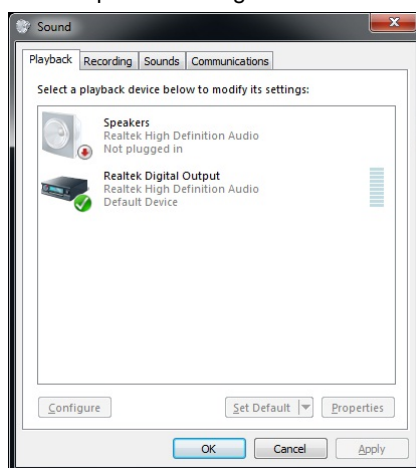 Sound
Playback
Recording
Sounds
Communications
Select a playback device below to modify its settings:
Speakers
Realtek High Definition Audio
Not plugged in
Realtek Digital Output
Realtek High Definition Audio
Default Device
Configure
Set Default
Properties
OK
Cancel
Apply